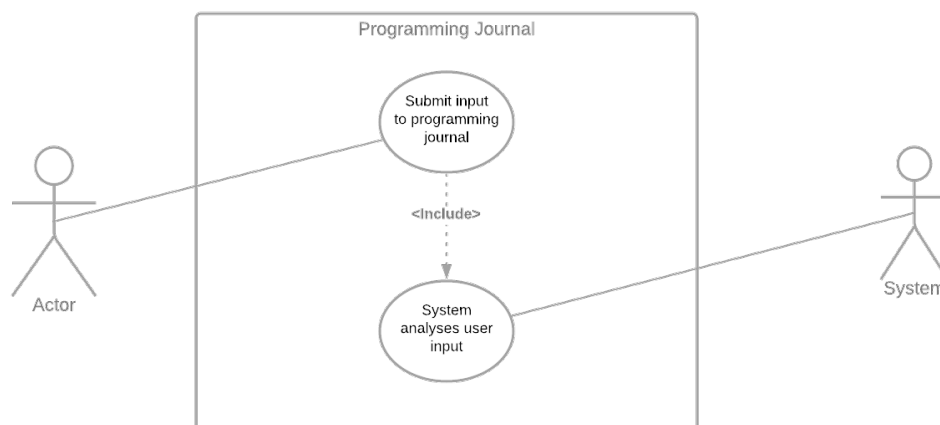 Programming Journal
Submit input
to programming
journal
<Include>
Actor
System
System
analyses user
input